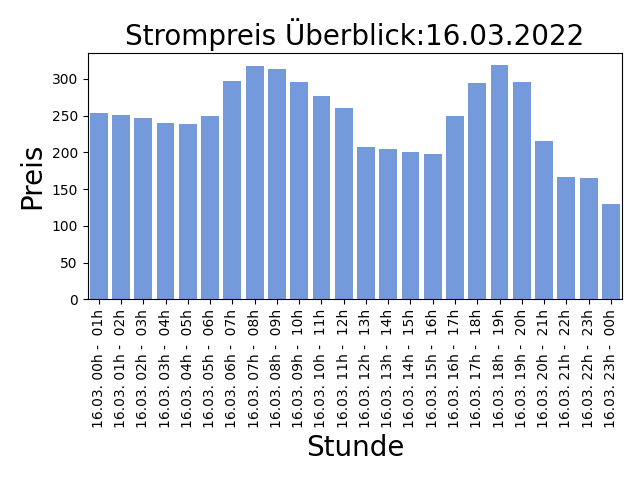 Strompreis Überblick:16.03.2022
Preis
300
250
200
150
100
50
0
16.03. 00h - 01h
16.03. 01h - 02h
16.03. 02h - 03h
16.03. 03h - 04h
16.03. 04h - 05h
16.03. 05h - 06h
16.03. 06h - 07h
16.03. 07h - 08h
16.03. 08h - 09h
16.03. 09h - 10h
16.03. 10h - 11h
16.03. 11h - 12h
16.03. 12h - 13h
16.03. 13h - 14h
16.03. 14h - 15h
16.03. 15h - 16h
16.03. 16h - 17h
16.03. 17h - 18h
16.03. 18h - 19h
16.03. 19h - 20h
16.03. 20h - 21h
16.03. 21h - 22h
16.03. 22h - 23h
16.03. 23h - 00h
Stunde